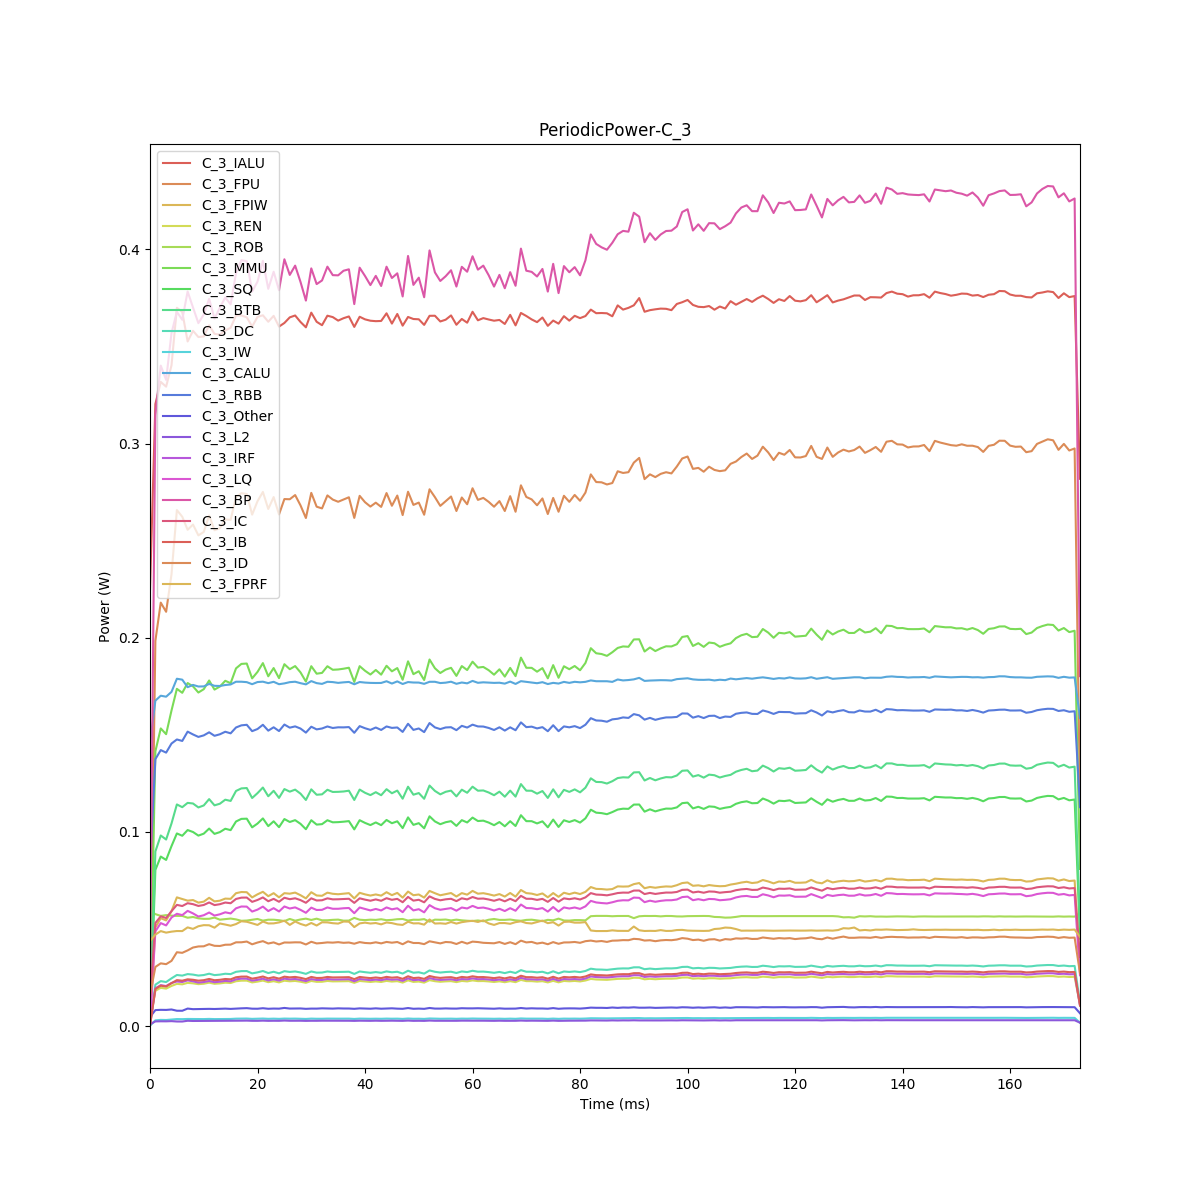 PeriodicPower-C_3
C_3_IALU
C_3_FPU
C_3_FPIW
C_3_REN
C_3_ROB
C_3_MMU
C_3_SQ
C_3_BTB
C_3_DC
C_3_IW
C_3_CALU
C_3_RBB
C_3_Other
C_3_L2
C_3_IRF
C_3_LQ
C_3_BP
C_3_IC
C_3_IB
C_3_ID
C_3_FPRF
Power (W)
0.4
0.3
0.2
0.1
0.0
0 20 40 60 80 100 120 140 160
Time (ms)